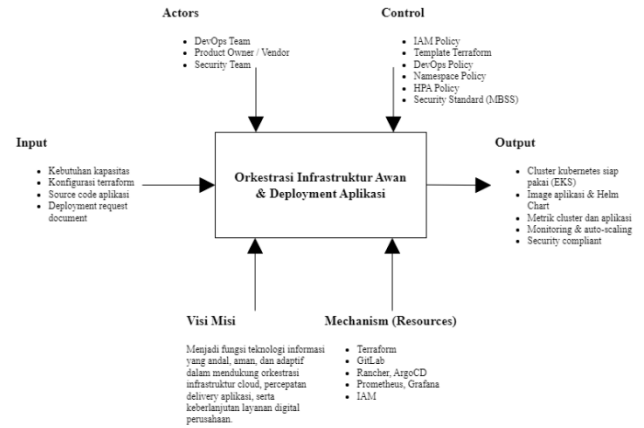 Actors
• DevOps Team
• Product Owner / Vendor
• Security Team
Control
• IAM Policy
• Template Terraform
• DevOps Policy
• Namespace Policy
• HPA Policy
• Security Standard (MBSS)
Input
• Kebutuhan kapasitas
• Konfigurasi terraform
• Source code aplikasi
• Deployment request
document
Orkestrasi Infrastruktur Awan
& Deployment Aplikasi
Output
• Cluster kubernetes siap
pakai (EKS)
• Image aplikasi & Helm
Chart
• Metrik cluster dan aplikasi
• Monitoring & auto-scaling
• Security compliant
Visi Misi
Menjadi fungsi teknologi informasi
yang andal, aman, dan adaptif
dalam mendukung orkestrasi
infrastruktur cloud, percepatan
delivery aplikasi, serta
keberlanjutan layanan digital
perusahaan.
Mechanism (Resources)
• Terraform
• GitLab
• Rancher, ArgoCD
• Prometheus, Grafana
• IAM